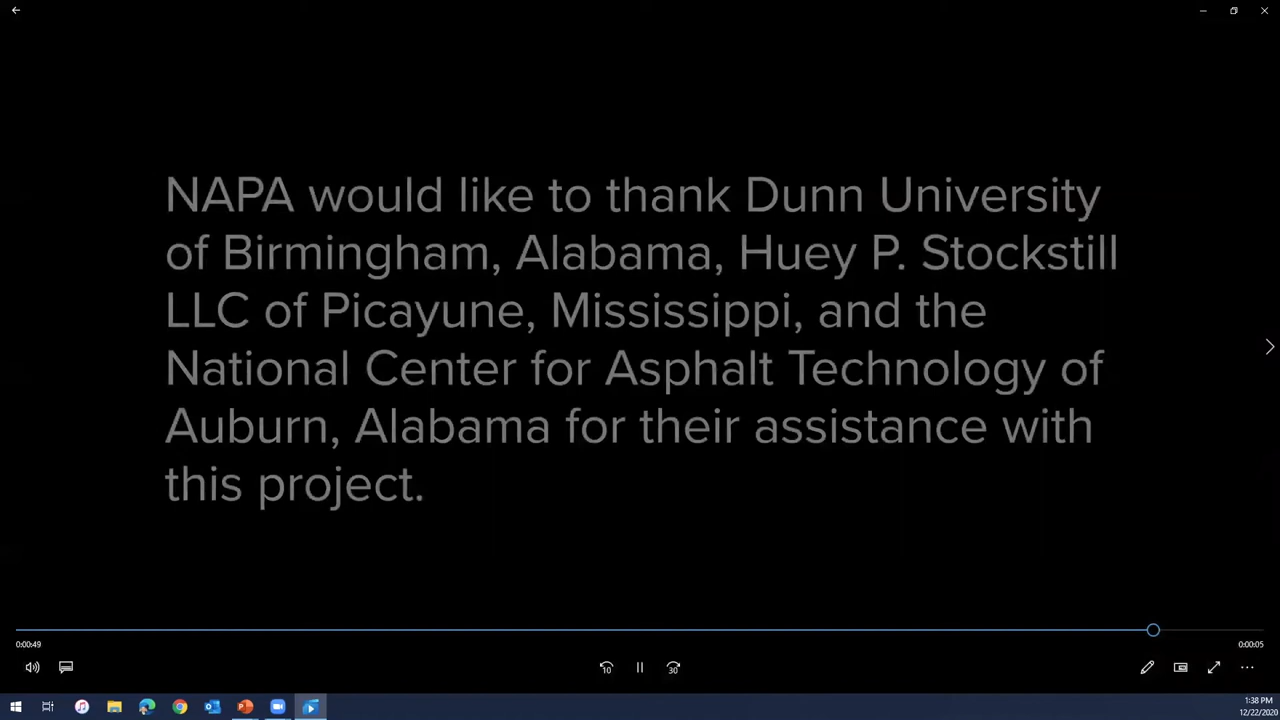 NAPA would like to thank Dunn University
of Birmingham, Alabama, Huey P. Stockstill
LLC of Picayune, Mississippi, and the
National Center for Asphalt Technology of
Auburn, Alabama for their assistance with
this project.
0:00:49
0:00:05
10
30
1:38 PM
12/22/2020